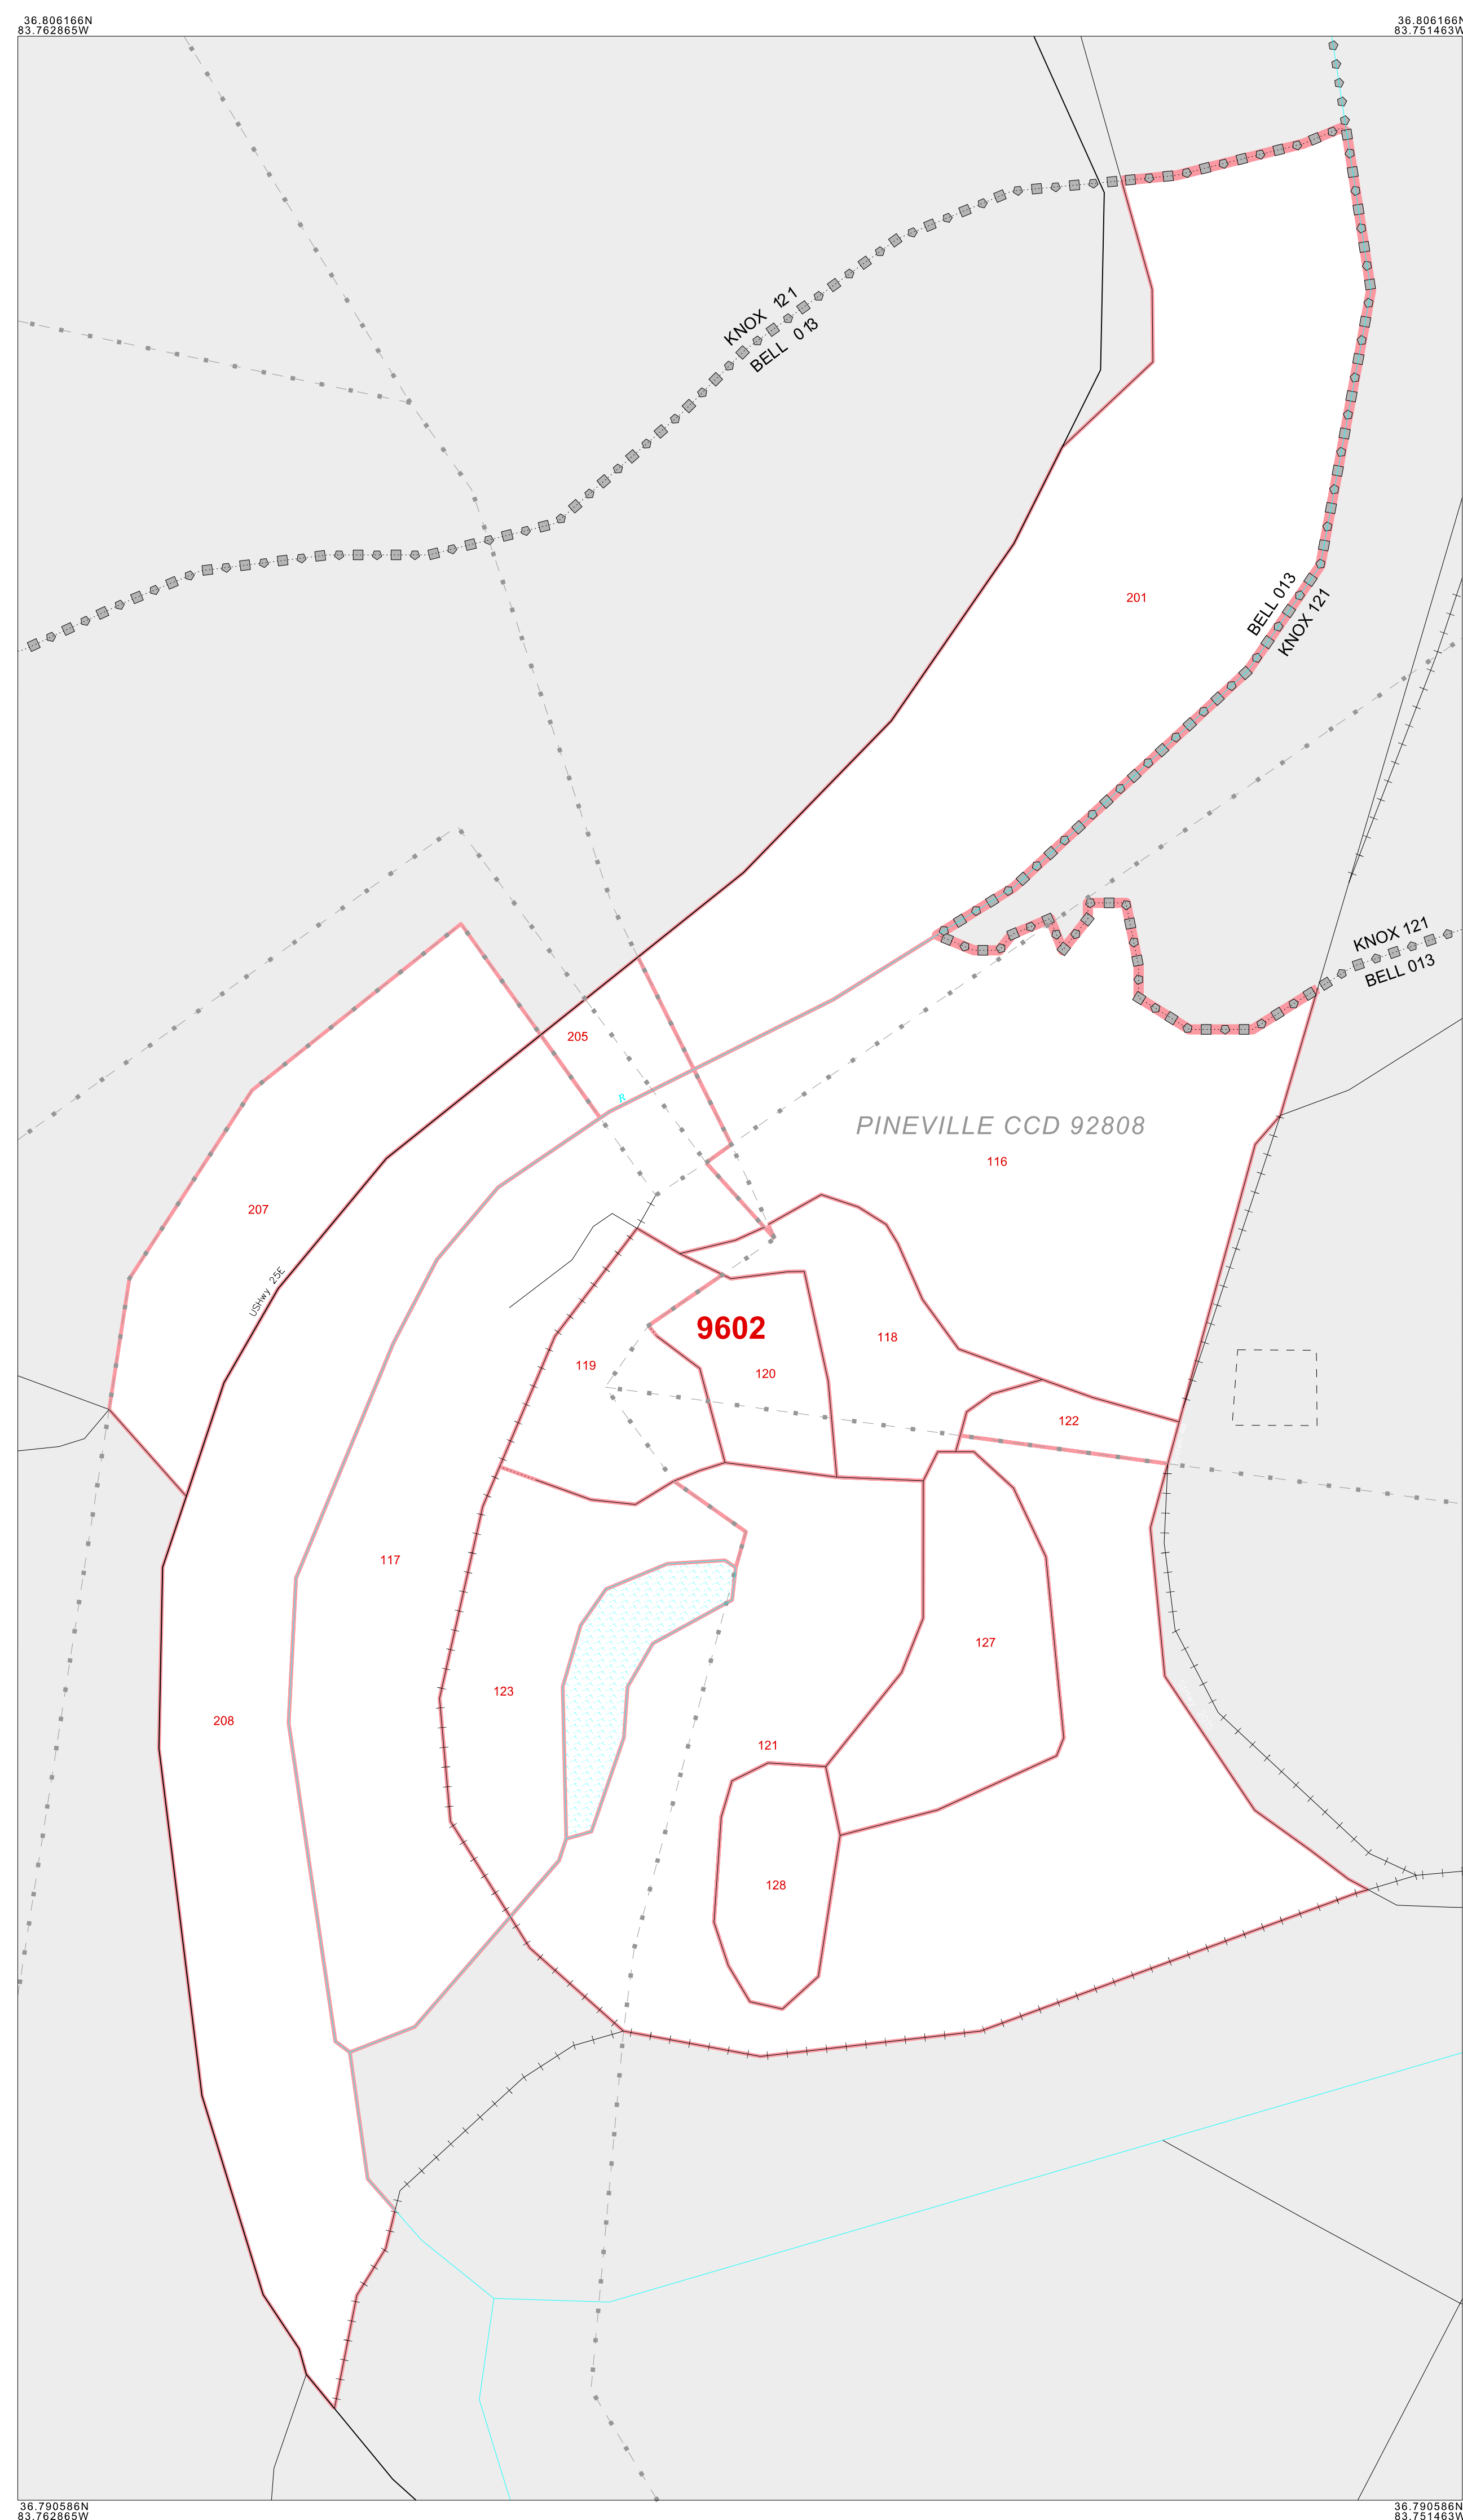 36.806166N
83.762865W
36.806166N
83.751463W
KNOX 121
BELL 013
201
BELL 013
KNOX 121
KNOX 121
BELL 013
205
R
PINEVILLE CCD 92808
116
207
USHwy 25E
9602
118
119
120
122
117
127
123
208
121
128
36.790586N
83.762865W
36.790586N
83.751463W